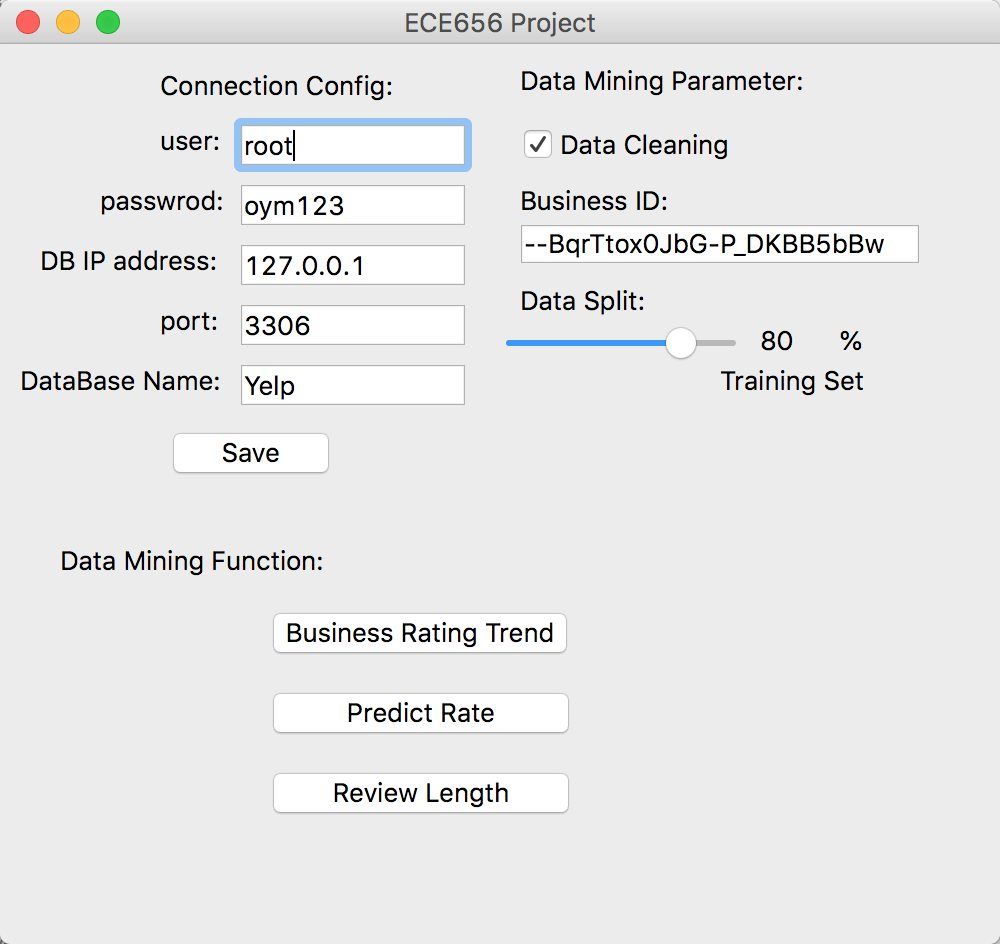 ECE656 Project
Connection Config:
user: root
passwrod: oym123
DB IP address: 127.0.0.1
port: 3306
DataBase Name: Yelp
Save
Data Mining Parameter:
Data Cleaning
Business ID:
--BqrTtox0JbG-P_DKBB5bBw
Data Split:
80 %
Training Set
Data Mining Function:
Business Rating Trend
Predict Rate
Review Length